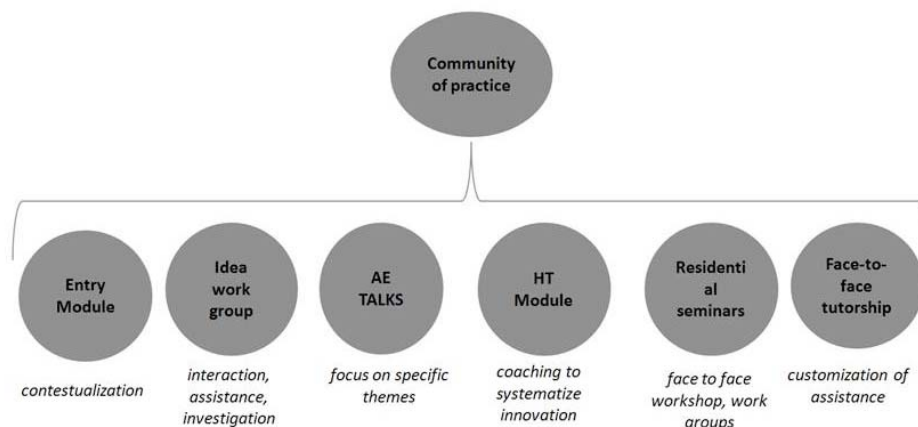 Community
of practice
Entry
Module
Idea
work
group
AE
TALKS
HT
Module
Residenti
al
seminars
Face-to-
face
tutorship
contestualization
interaction,
assistance,
investigation
focus on specific
themes
coaching to
systematize
innovation
face to face
workshop, work
groups
customization of
assistance